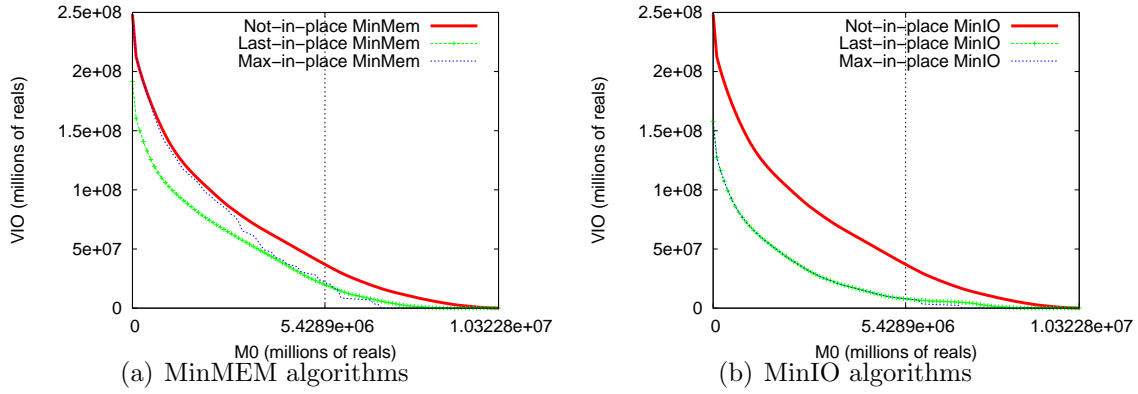 2.5e+08
2e+08
1.5e+08
1e+08
5e+07
0
VIO (millions of reals)
Not-in-place MinMem
Last-in-place MinMem
Max-in-place MinMem
0
5.4289e+06
1.03228e+07
M0 (millions of reals)
(a) MinMEM algorithms
2.5e+08
2e+08
1.5e+08
1e+08
5e+07
0
VIO (millions of reals)
Not-in-place MinIO
Last-in-place MinIO
Max-in-place MinIO
0
5.4289e+06
1.03228e+07
M0 (millions of reals)
(b) MinIO algorithms